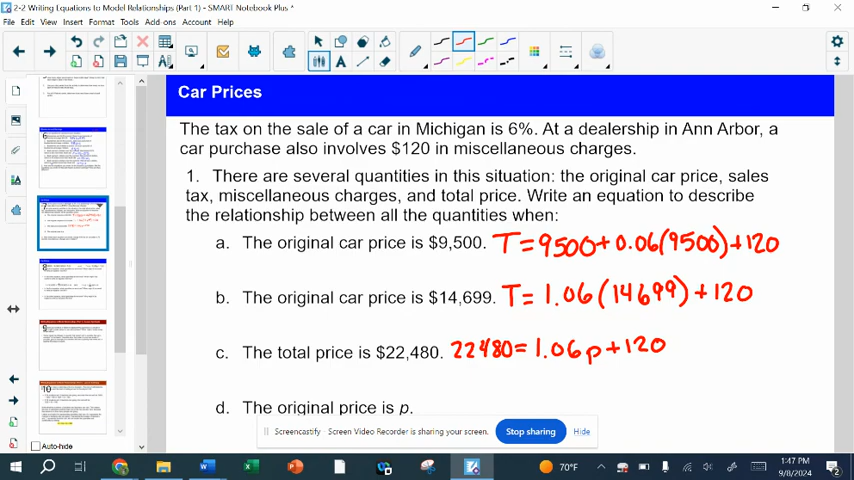 2-2 Writing Equations to Model Relationships (Part 1) - SMART Notebook Plus *
File Edit View Insert Format Tools Add-ons Account Help
Car Prices
The tax on the sale of a car in Michigan is 6%. At a dealership in Ann Arbor, a
car purchase also involves $120 in miscellaneous charges.
1. There are several quantities in this situation: the original car price, sales
tax, miscellaneous charges, and total price. Write an equation to describe
the relationship between all the quantities when:
a. The original car price is $9,500. T=9500+0.06(9500)+120
b. The original car price is $14,699. T=1.06(14699)+120
c. The total price is $22,480. 22480=1.06p+120
d. The original price is p.
Screencastify - Screen Video Recorder is sharing your screen. Stop sharing Hide
Auto-hide
70°F
1:47 PM
9/8/2024
2